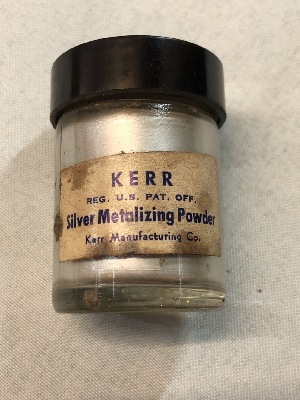 KERR
REG. U.S. PAT. OFF.
Silver Metalizing Powder
Kerr Manufacturing Co.